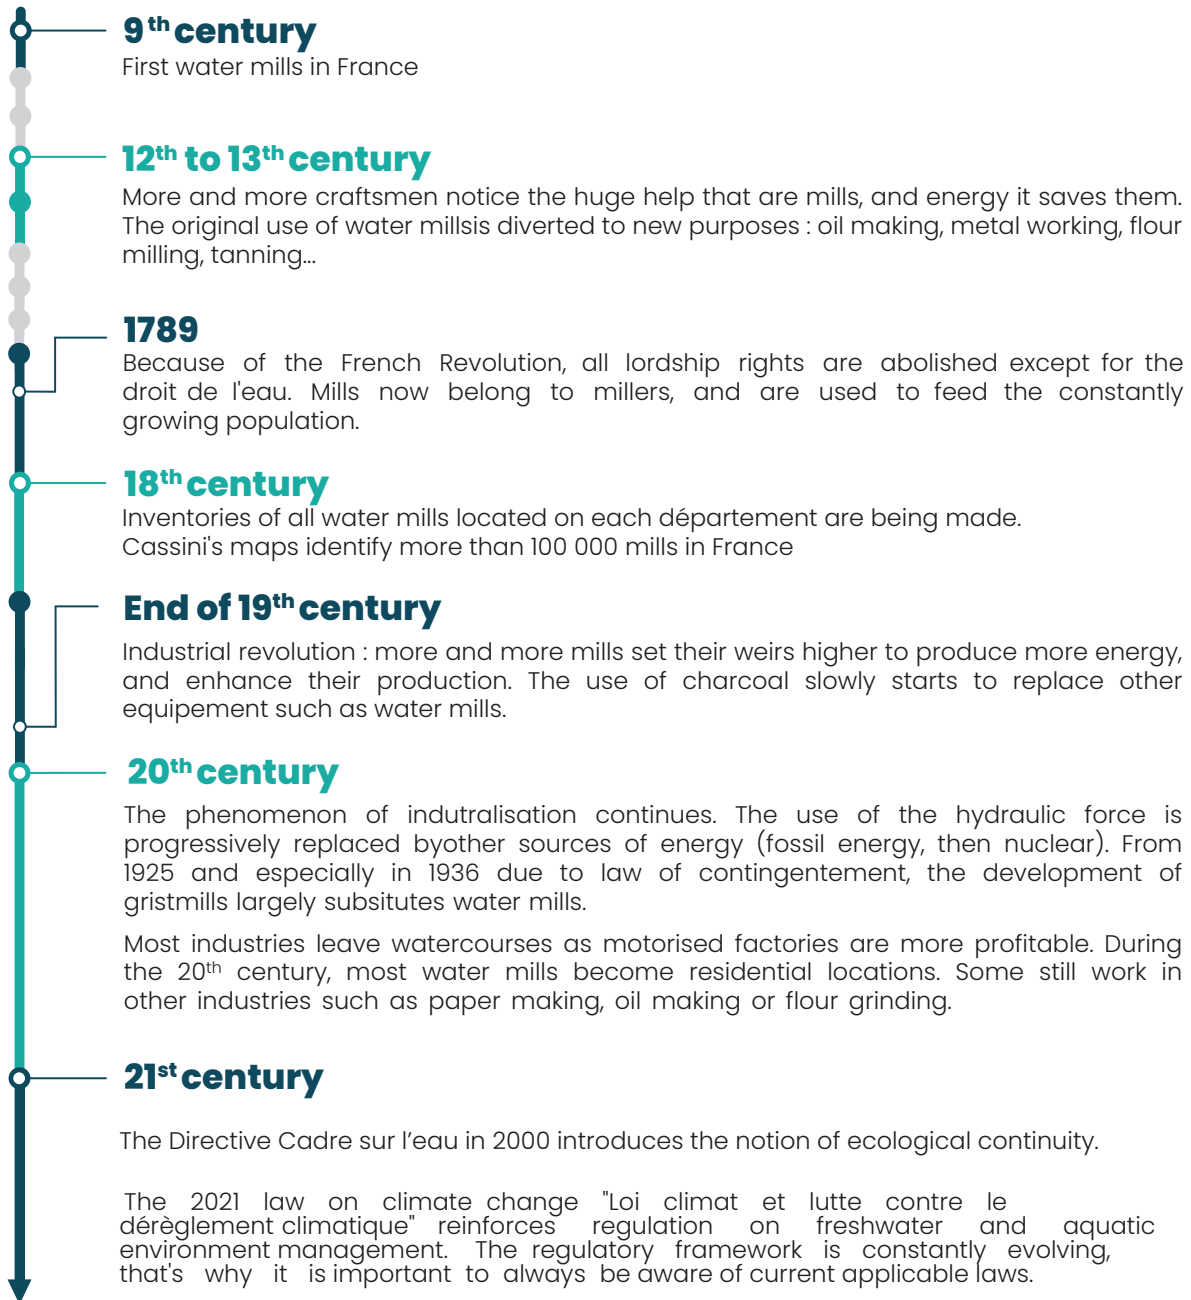 9th century
First water mills in France
12th to 13th century
More and more craftsmen notice the huge help that are mills, and energy it saves them.
The original use of water millsis diverted to new purposes : oil making, metal working, flour
milling, tanning...
1789
Because of the French Revolution, all lordship rights are abolished except for the
droit de l'eau. Mills now belong to millers, and are used to feed the constantly
growing population.
18th century
Inventories of all water mills located on each département are being made.
Cassini's maps identify more than 100 000 mills in France
End of 19th century
Industrial revolution : more and more mills set their weirs higher to produce more energy,
and enhance their production. The use of charcoal slowly starts to replace other
equipement such as water mills.
20th century
The phenomenon of indutralisation continues. The use of the hydraulic force is
progressively replaced byother sources of energy (fossil energy, then nuclear). From
1925 and especially in 1936 due to law of contingentement, the development of
gristmills largely subsitutes water mills.
Most industries leave watercourses as motorised factories are more profitable. During
the 20th century, most water mills become residential locations. Some still work in
other industries such as paper making, oil making or flour grinding.
21st century
The Directive Cadre sur l’eau in 2000 introduces the notion of ecological continuity.
The 2021 law on climate change "Loi climat et lutte contre le
dérèglement climatique" reinforces regulation on freshwater and aquatic
environment management. The regulatory framework is constantly evolving,
that's why it is important to always be aware of current applicable laws.